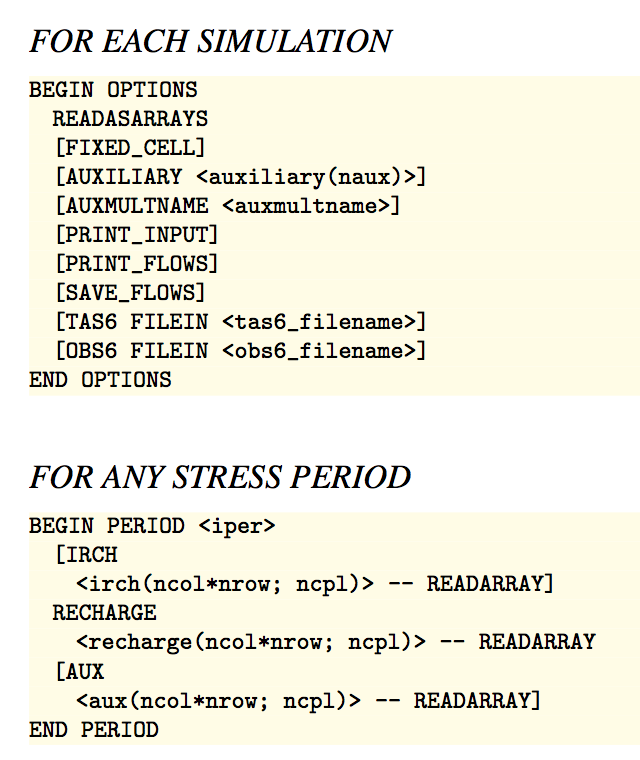 FOR EACH SIMULATION
BEGIN OPTIONS
READASARRAYS
[FIXED_CELL]
[AUXILIARY <auxiliary(naux)>]
[AUXMULTNAME <auxmultname>]
[PRINT_INPUT]
[PRINT_FLOWS]
[SAVE_FLOWS]
[TAS6 FILEIN <tas6_filename>]
[OBS6 FILEIN <obs6_filename>]
END OPTIONS
FOR ANY STRESS PERIOD
BEGIN PERIOD <iper>
[IRCH
<irch(ncol*nrow; ncpl)> -- READARRAY]
RECHARGE
<recharge(ncol*nrow; ncpl)> -- READARRAY
[AUX
<aux(ncol*nrow; ncpl)> -- READARRAY]
END PERIOD